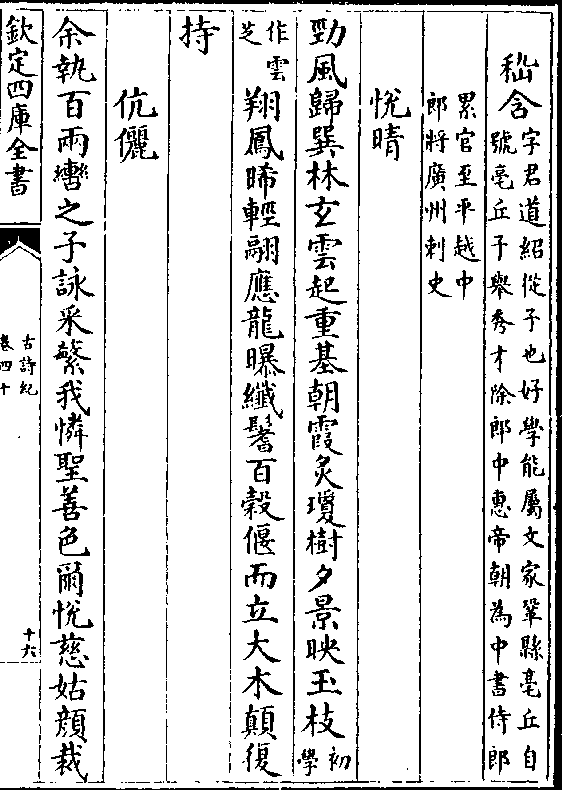 嵇含字君道紹從子也好學能屬文家鞏縣亳丘自
號亳丘子舉秀才除郎中惠帝朝為中書侍郎
累官至平越中
郎將廣州刺史
悅晴
勁風歸巽林玄雲起重基朝霞炙瓊樹夕景映玉枝初學
作雲芝翔鳳晞輕翮應龍曝纖鬐百穀偃而立大木顛復
持
伉儷
余執百兩轡之子詠采蘩我憐聖善色爾悅慈姑顔裁
欽定四庫全書
古詩紀
卷四十
十六